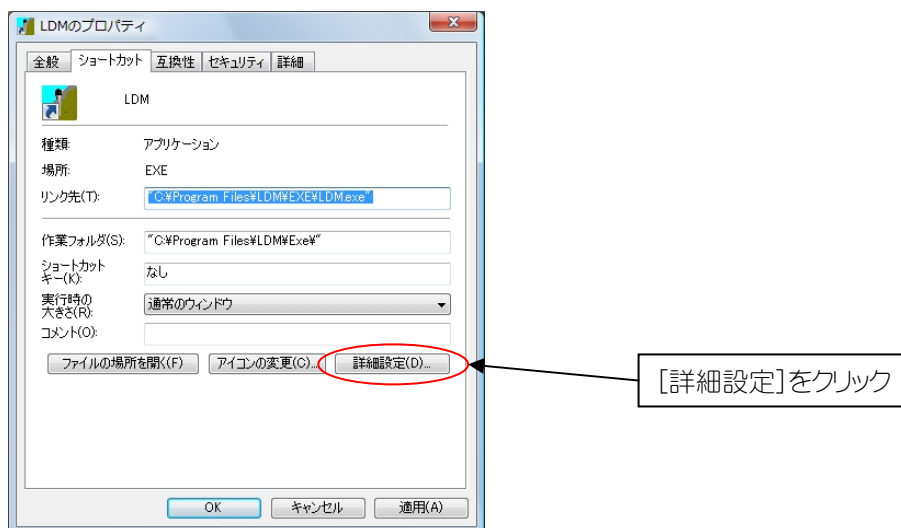 LDMのプロパティ
全般 ショートカット 互換性 セキュリティ 詳細
LDM
種類: アプリケーション
場所: EXE
リンク先(T): "C:¥Program Files¥LDM¥EXE¥LDM.exe"
作業フォルダ(S): "C:¥Program Files¥LDM¥Exe¥"
ショートカット
キー(K): なし
実行時の
大きさ(R): 通常のウィンドウ
コメント(O):
ファイルの場所を開く(F) アイコンの変更(C)... 詳細設定(D)...
[詳細設定]をクリック
OK キャンセル 適用(A)